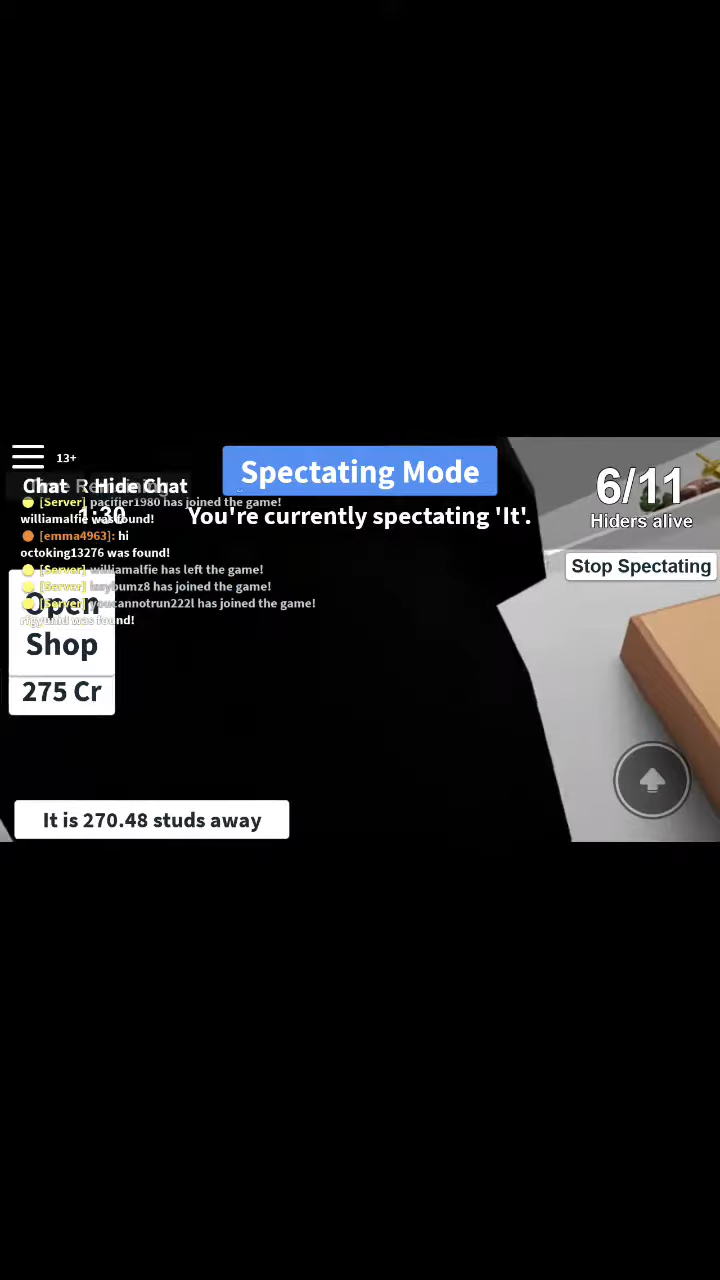 13+
Spectating Mode
Chat
Hide Chat
6/11
Hiders alive
[Server] pacifier1980 has joined the game!
williamalfie was found!
1:30
You're currently spectating 'It'.
[emma4963]: hi
octoking13276 was found!
[Server] williamalfie has left the game!
Stop Spectating
[Server] has joined the game!
[Server] has joined the game!
was found!
Open
Shop
275 Cr
It is 270.48 studs away